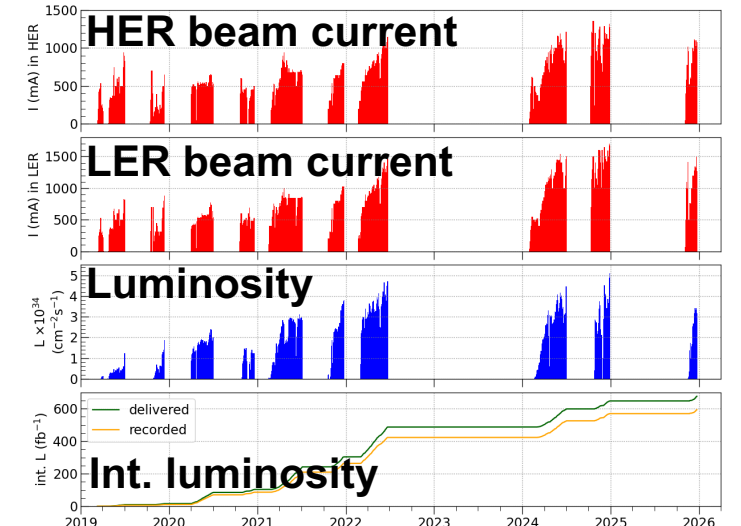 HER beam current
I (mA) in HER
1500
1000
500
0
LER beam current
I (mA) in LER
1500
1000
500
0
Luminosity
L ×10³⁴
(cm⁻²s⁻¹)
5
4
3
2
1
0
delivered
recorded
Int. luminosity
int. L (fb⁻¹)
600
400
200
0
2019 2020 2021 2022 2023 2024 2025 2026